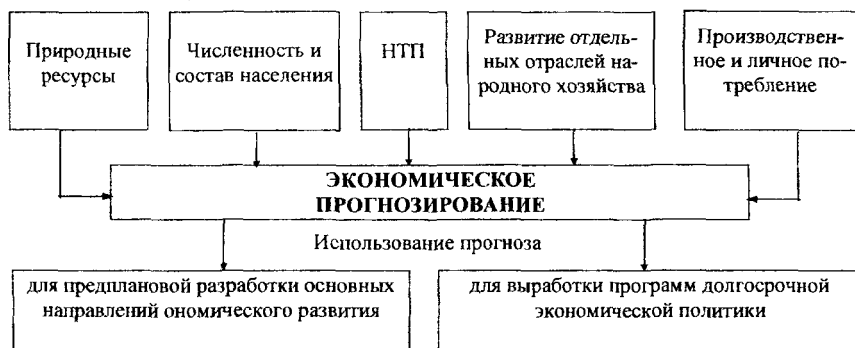 Природные
ресурсы
Численность и
состав населения
НТП
Развитие отдель-
ных отраслей на-
родного хозяйства
Производствен-
ное и личное по-
требление
ЭКОНОМИЧЕСКОЕ
ПРОГНОЗИРОВАНИЕ
Использование прогноза
для предплановой разработки основных
направлений ономического развития
для выработки программ долгосрочной
экономической политики